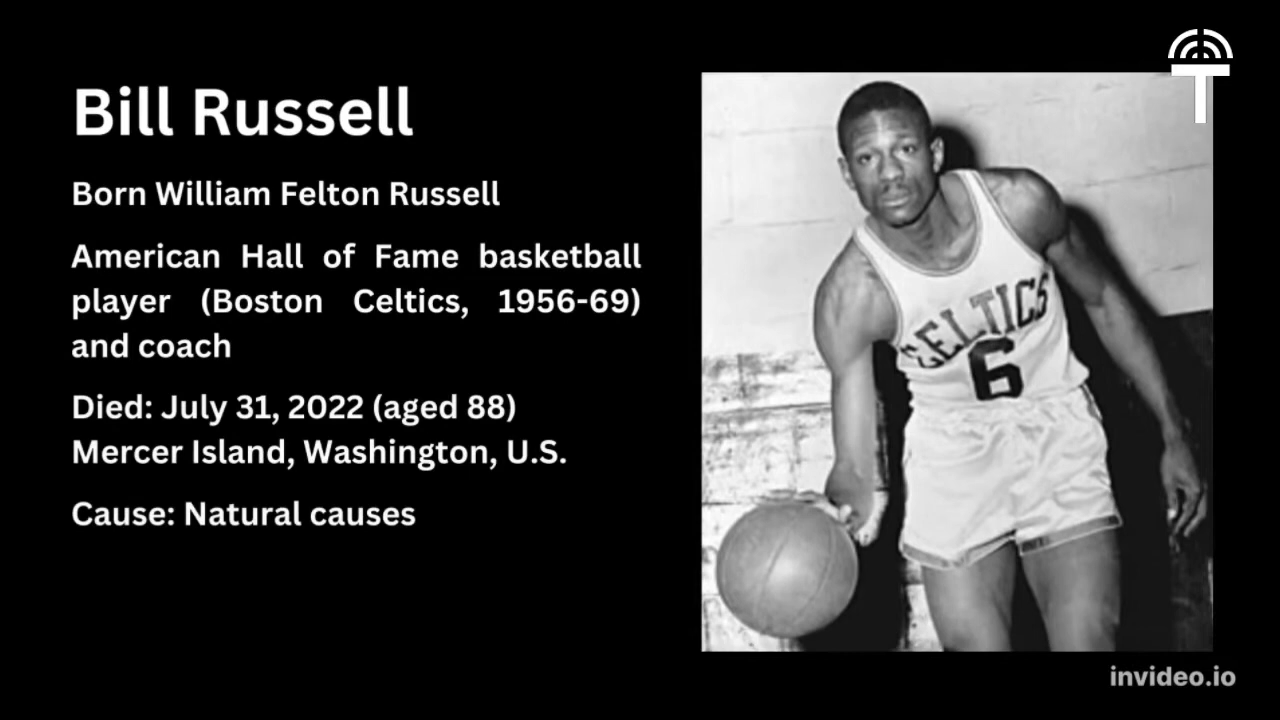 Bill Russell
Born William Felton Russell
American Hall of Fame basketball
player (Boston Celtics, 1956-69)
and coach
Died: July 31, 2022 (aged 88)
Mercer Island, Washington, U.S.
Cause: Natural causes
CELTICS
6
T
invideo.io